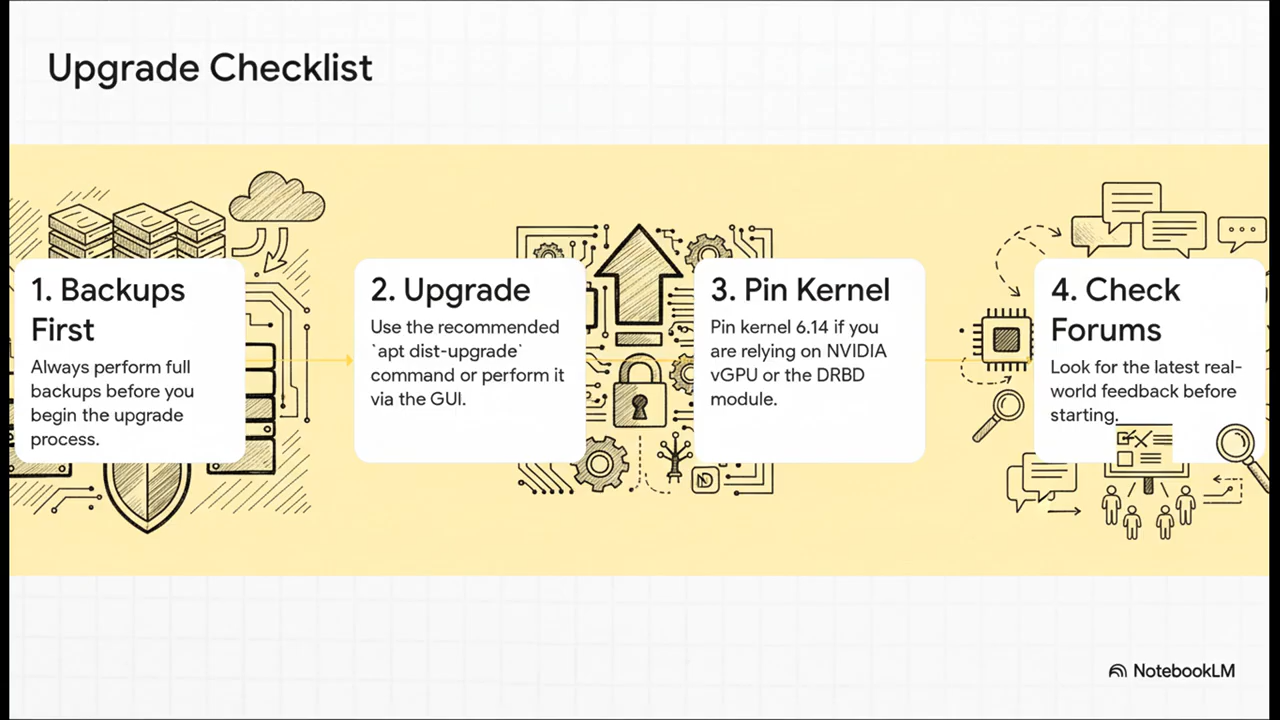 Upgrade Checklist
1. Backups
First
Always perform full
backups before you
begin the upgrade
process.
2. Upgrade
Use the recommended
`apt dist-upgrade`
command or perform it
via the GUI.
3. Pin Kernel
Pin kernel 6.14 if you
are relying on NVIDIA
vGPU or the DRBD
module.
4. Check
Forums
Look for the latest real-
world feedback before
starting.
NotebookLM